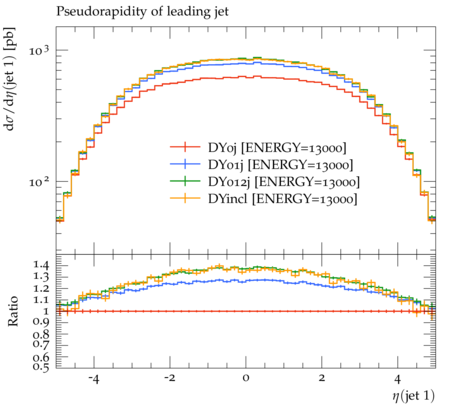 Pseudorapidity of leading jet
dσ/dη(jet 1) [pb]
10³
10²
DY0j [ENERGY=13000]
DY01j [ENERGY=13000]
DY012j [ENERGY=13000]
DYincl [ENERGY=13000]
Ratio
1.4
1.3
1.2
1.1
1
0.9
0.8
0.7
0.6
0.5
-4 -2 0 2 4
η(jet 1)